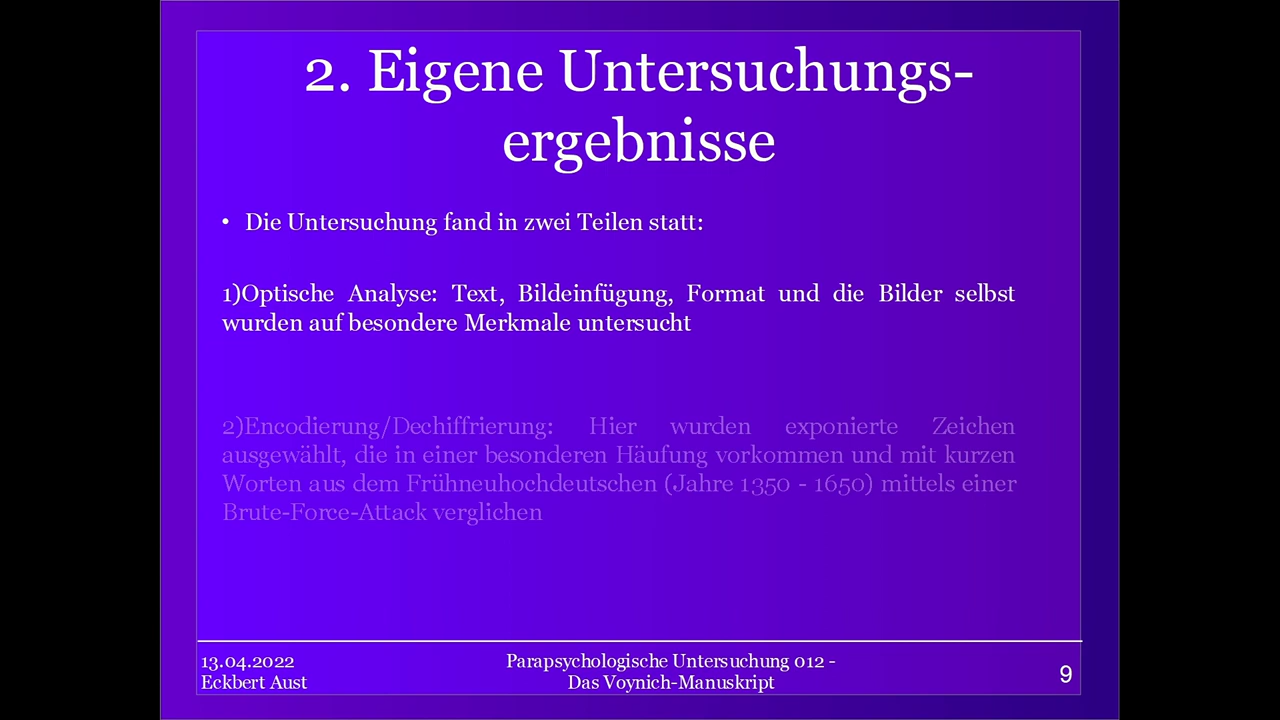 2. Eigene Untersuchungs-
ergebnisse
• Die Untersuchung fand in zwei Teilen statt:
1)Optische Analyse: Text, Bildeinfügung, Format und die Bilder selbst
wurden auf besondere Merkmale untersucht
2)Encodierung/Dechiffrierung: Hier wurden exponierte Zeichen
ausgewählt, die in einer besonderen Häufung vorkommen und mit kurzen
Worten aus dem Frühneuhochdeutschen (Jahre 1350 - 1650) mittels einer
Brute-Force-Attack verglichen
13.04.2022
Eckbert Aust
Parapsychologische Untersuchung 012 -
Das Voynich-Manuskript
9